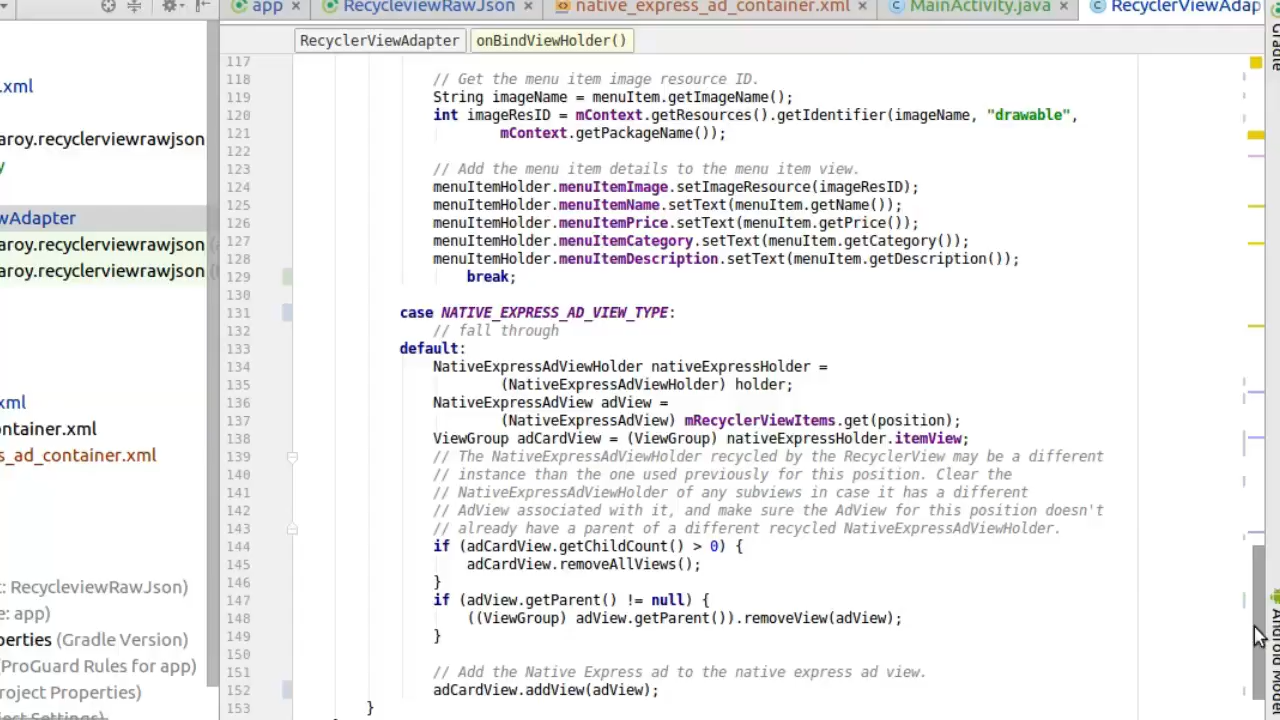 app
RecycleviewRawJson
native_express_ad_container.xml
MainActivity.java
RecyclerViewAdap
RecyclerViewAdapter
onBindViewHolder()
.xml
aroy.recyclerviewrawjson
y
wAdapter
aroy.recyclerviewrawjson
aroy.recyclerviewrawjson
xml
ontainer.xml
s_ad_container.xml
t: RecycleviewRawJson)
e: app)
perties (Gradle Version)
(ProGuard Rules for app)
roject Properties)
ject Settings)
117
118 // Get the menu item image resource ID.
119 String imageName = menuItem.getImageName();
120 int imageResID = mContext.getResources().getIdentifier(imageName, "drawable",
121 mContext.getPackageName());
122
123 // Add the menu item details to the menu item view.
124 menuItemHolder.menuItemImage.setImageResource(imageResID);
125 menuItemHolder.menuItemName.setText(menuItem.getName());
126 menuItemHolder.menuItemPrice.setText(menuItem.getPrice());
127 menuItemHolder.menuItemCategory.setText(menuItem.getCategory());
128 menuItemHolder.menuItemDescription.setText(menuItem.getDescription());
129 break;
130
131 case NATIVE_EXPRESS_AD_VIEW_TYPE:
132 // fall through
133 default:
134 NativeExpressAdViewHolder nativeExpressHolder =
135 (NativeExpressAdViewHolder) holder;
136 NativeExpressAdView adView =
137 (NativeExpressAdView) mRecyclerViewItems.get(position);
138 ViewGroup adCardView = (ViewGroup) nativeExpressHolder.itemView;
139 // The NativeExpressAdViewHolder recycled by the RecyclerView may be a different
140 // instance than the one used previously for this position. Clear the
141 // NativeExpressAdViewHolder of any subviews in case it has a different
142 // AdView associated with it, and make sure the AdView for this position doesn't
143 // already have a parent of a different recycled NativeExpressAdViewHolder.
144 if (adCardView.getChildCount() > 0) {
145 adCardView.removeAllViews();
146 }
147 if (adView.getParent() != null) {
148 ((ViewGroup) adView.getParent()).removeView(adView);
149 }
150
151 // Add the Native Express ad to the native express ad view.
152 adCardView.addView(adView);
153 }
Gradle
Android Model